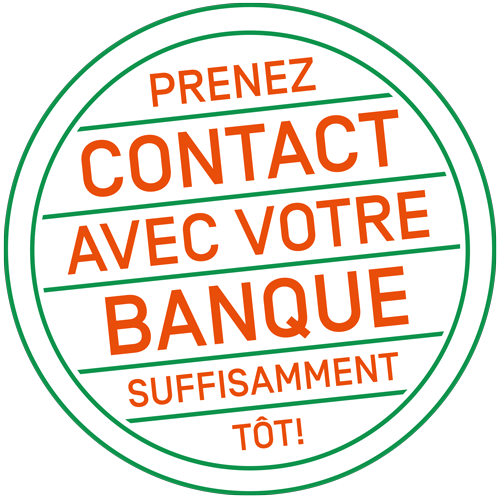 PRENEZ
CONTACT
AVEC VOTRE
BANQUE
SUFFISAMMENT
TÔT!